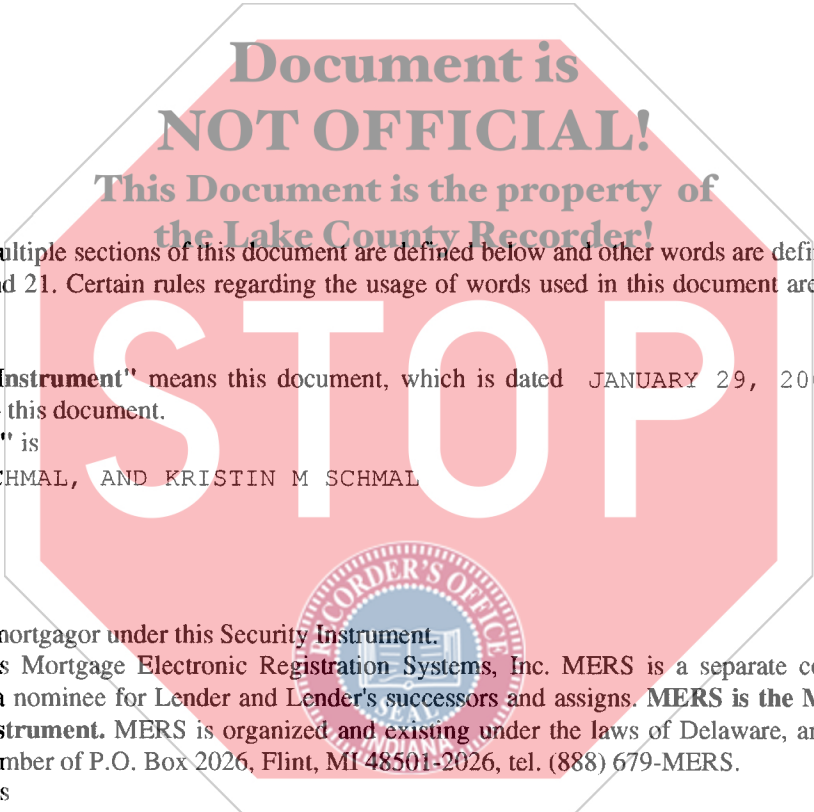 Document is
NOT OFFICIAL!
This Document is the property of
the Lake County Recorder!
ultiple sections of this document are defined below and other words are defi
d 21. Certain rules regarding the usage of words used in this document are
STOP
Instrument" means this document, which is dated JANUARY 29, 20
this document.
" is
CHMAL, AND KRISTIN M SCHMAL
RECORDER'S OFFICE
SEAL
INDIANA
mortgagor under this Security Instrument.
s Mortgage Electronic Registration Systems, Inc. MERS is a separate co
a nominee for Lender and Lender's successors and assigns. MERS is the M
strument. MERS is organized and existing under the laws of Delaware, an
mber of P.O. Box 2026, Flint, MI 48501-2026, tel. (888) 679-MERS.
s